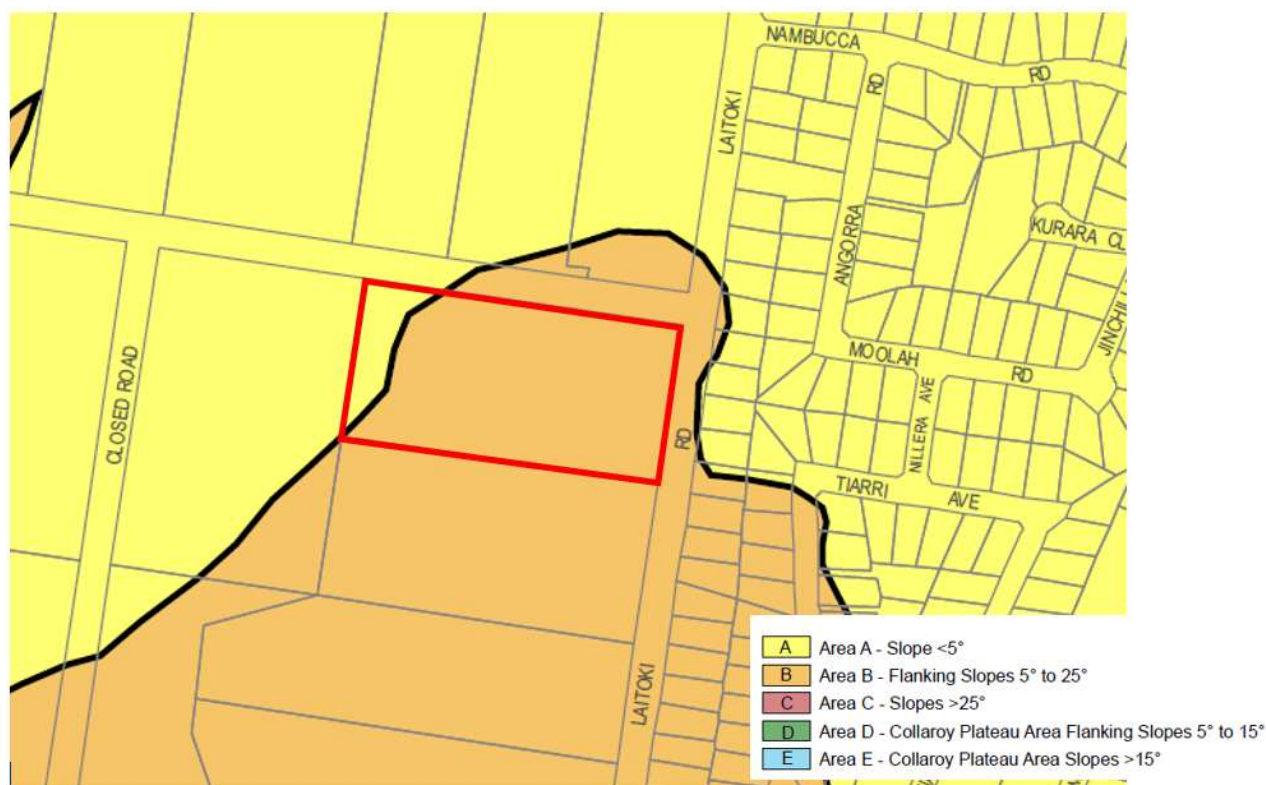 NAMBUCCA
RD
RD
LAITOKI
ANGORRA
KURARA CL
JINCHILL
MOOLAH
RD
NILLERA AVE
CLOSED ROAD
RD
TIARRI
AVE
LAITOKI
A Area A - Slope <5°
B Area B - Flanking Slopes 5° to 25°
C Area C - Slopes >25°
D Area D - Collaroy Plateau Area Flanking Slopes 5° to 15°
E Area E - Collaroy Plateau Area Slopes >15°